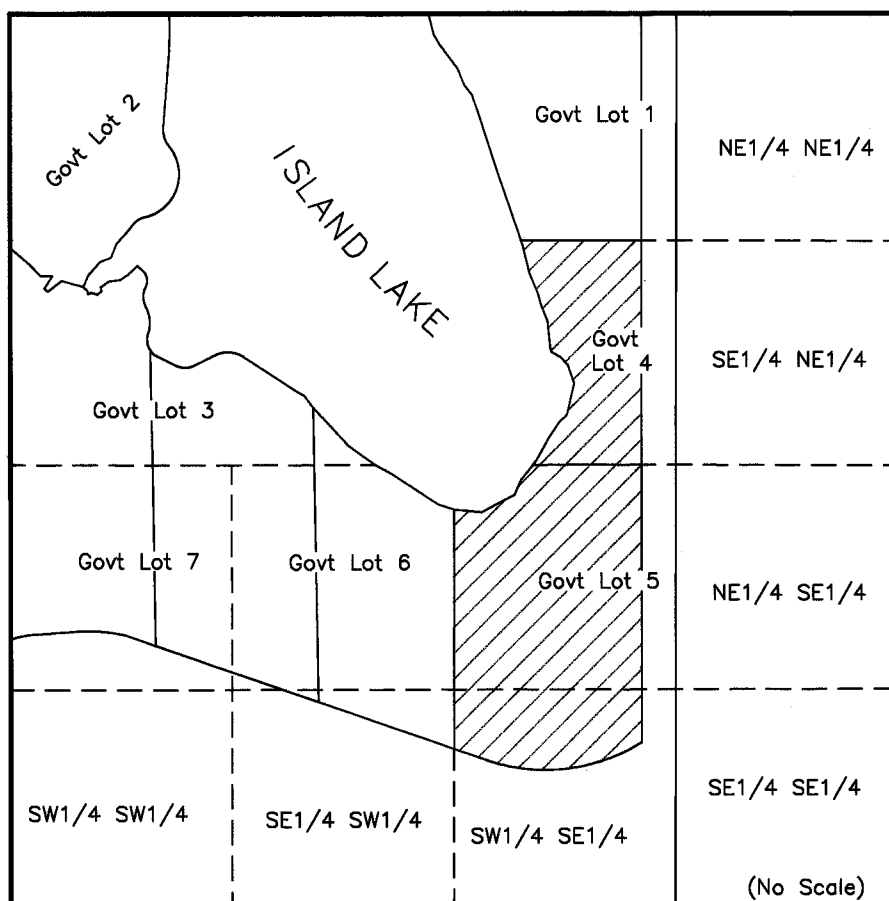 Govt Lot 2
ISLAND LAKE
Govt Lot 1
NE1/4 NE1/4
Govt
Lot 4
SE1/4 NE1/4
Govt Lot 3
Govt Lot 7
Govt Lot 6
Govt Lot 5
NE1/4 SE1/4
SW1/4 SW1/4
SE1/4 SW1/4
SW1/4 SE1/4
SE1/4 SE1/4
(No Scale)